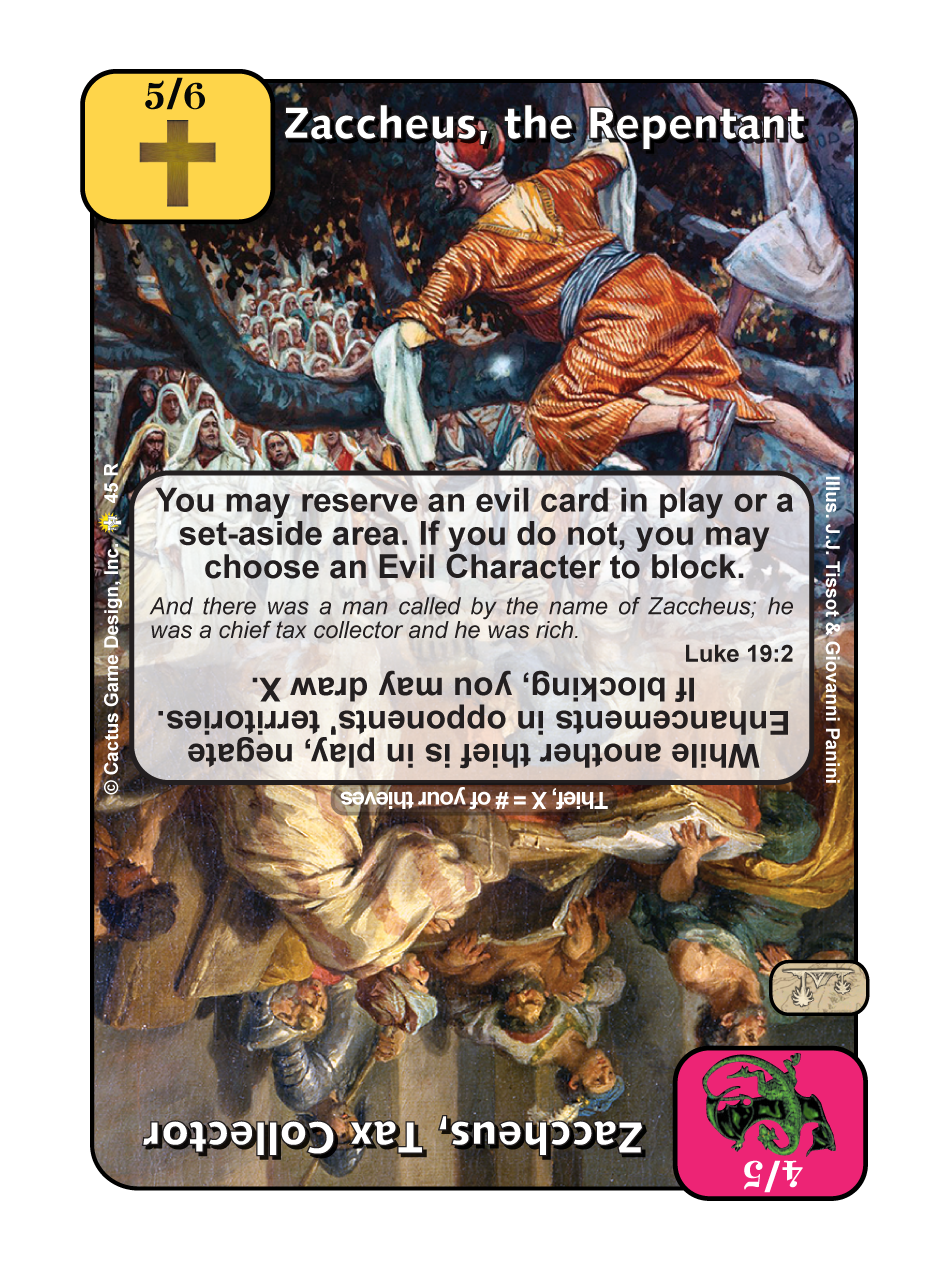 5/6
Zaccheus, the Repentant
You may reserve an evil card in play or a
set-aside area. If you do not, you may
choose an Evil Character to block.
And there was a man called by the name of Zaccheus; he
was a chief tax collector and he was rich.
Luke 19:2
© Cactus Game Design, Inc. 45 R
Illus. J.J. Tissot & Giovanni Panini
4/5
Zaccheus, Tax Collector
Thief, X = # of your thieves
While another thief is in play, negate
Enhancements in opponents' territories.
If blocking, you may draw X.